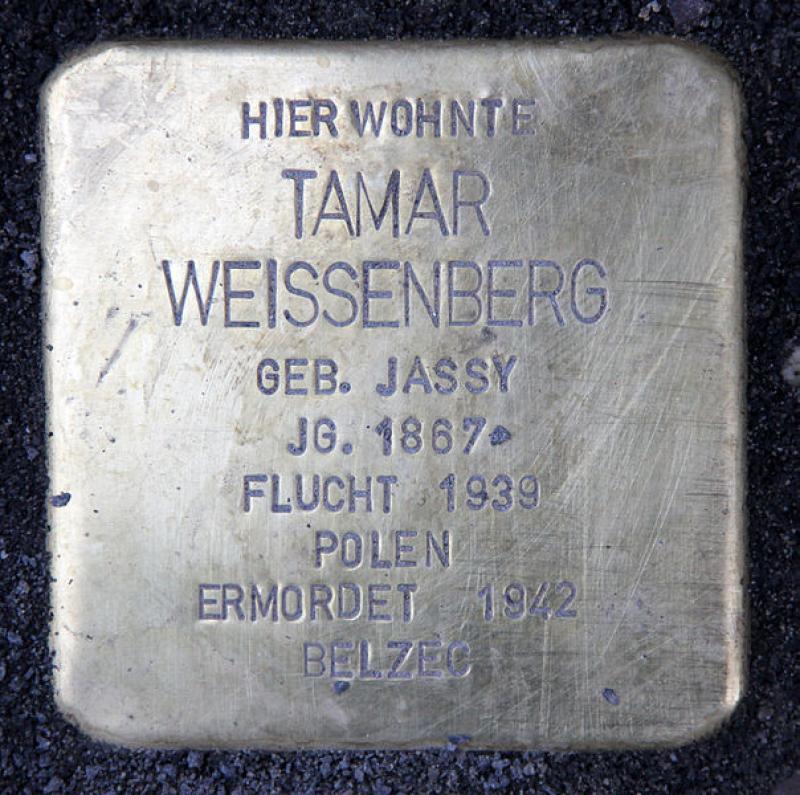 HIER WOHNTE
TAMAR
WEISSENBERG
GEB. JASSY
JG. 1867
FLUCHT 1939
POLEN
ERMORDET 1942
BELZEC